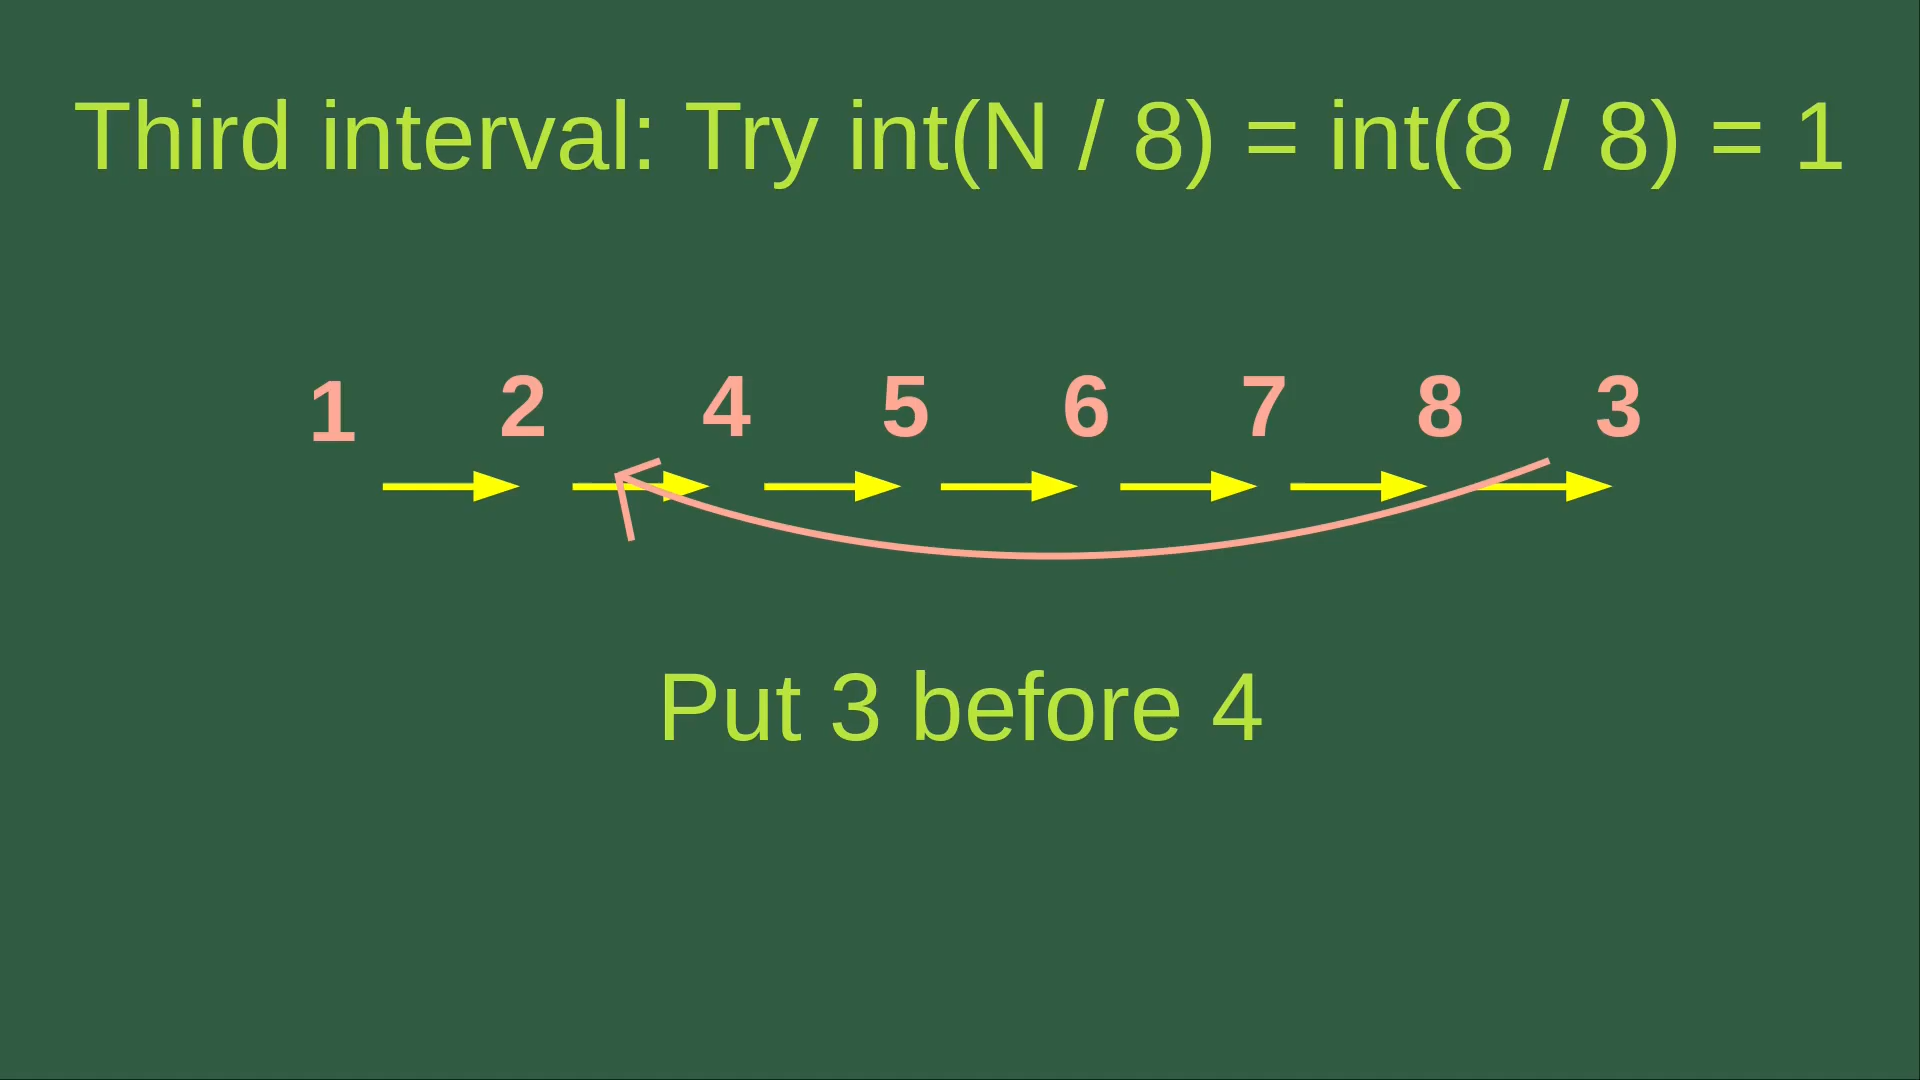 Third interval: Try int(N / 8) = int(8 / 8) = 1
1 2 4 5 6 7 8 3
Put 3 before 4